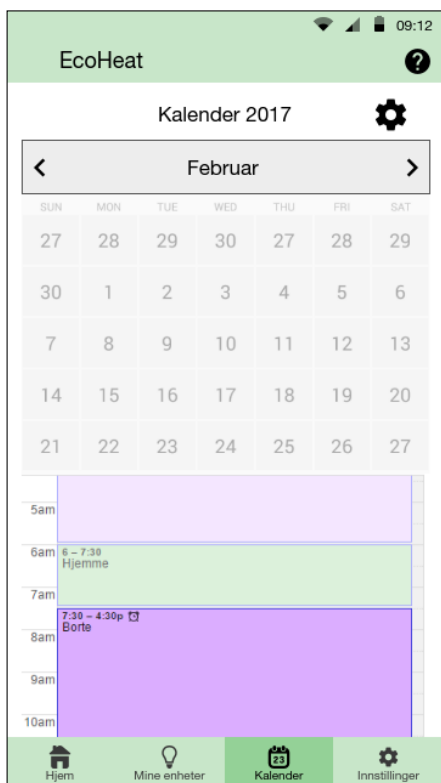 09:12
EcoHeat
Kalender 2017
Februar
SUN MON TUE WED THU FRI SAT
27 28 29 30 27 28 29
30 1 2 3 4 5 6
7 8 9 10 11 12 13
14 15 16 17 18 19 20
21 22 23 24 25 26 27
5am
6am 6 – 7:30
Hjemme
7am
7:30 – 4:30p
Borte
8am
9am
10am
23
Hjem Mine enheter Kalender Innstillinger